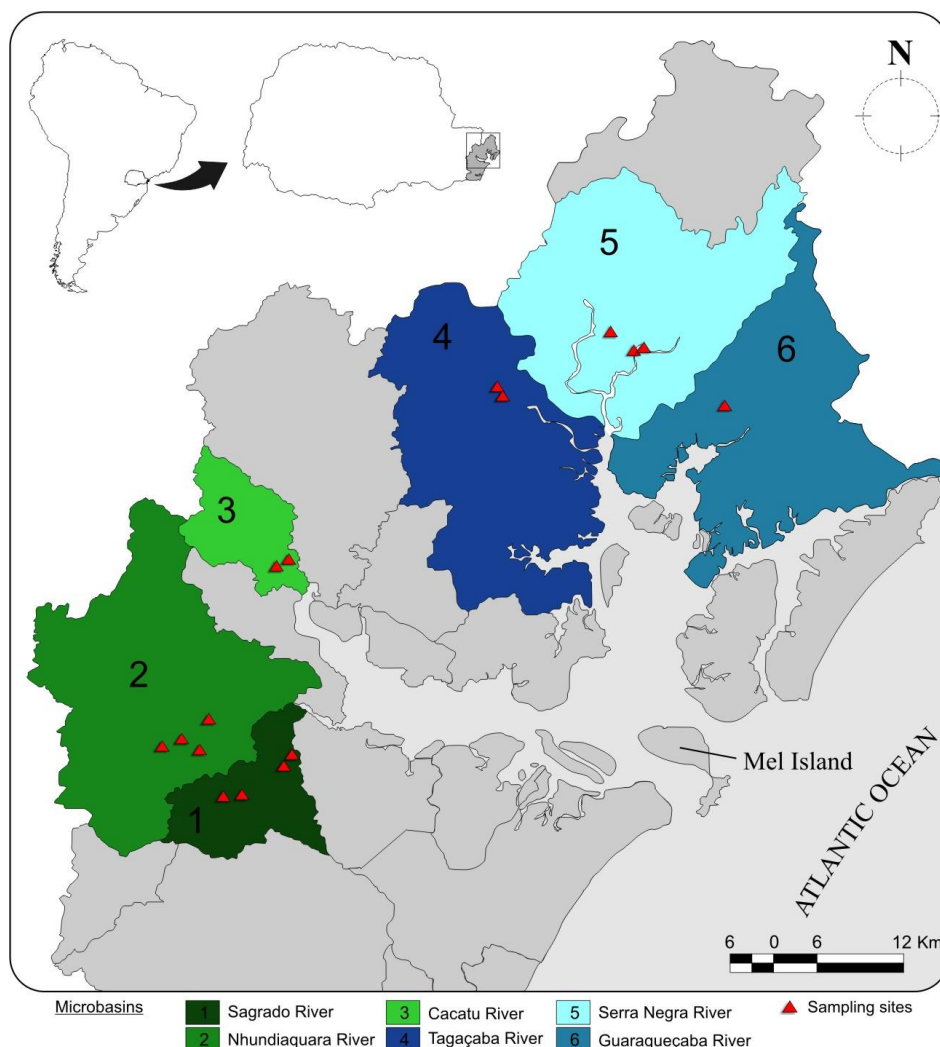 N
5
4
6
3
2
Mel Island
1
ATLANTIC OCEAN
6 0 6 12 Km
Microbasins
1 Sagrado River
3 Cacatu River
5 Serra Negra River
Sampling sites
2 Nhundiaquara River
4 Tagaçaba River
6 Guaraqueçaba River